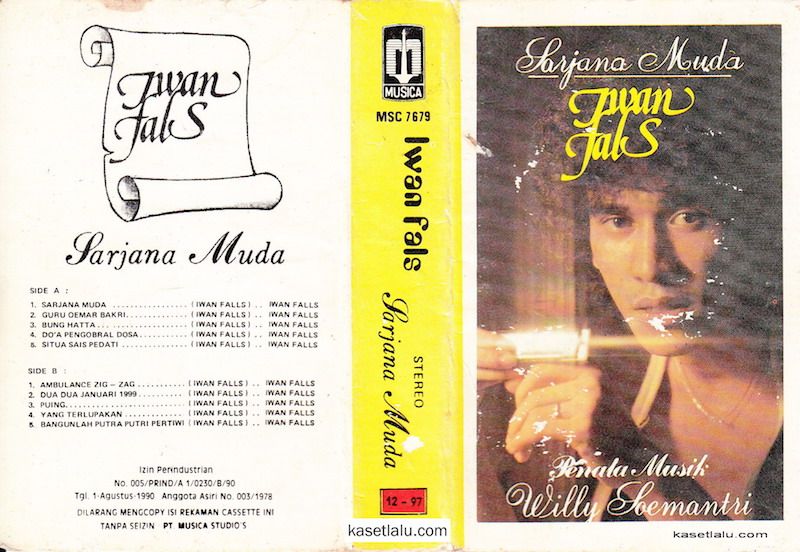 Iwan
Fals
Sarjana Muda
SIDE A :
1. SARJANA MUDA ................ ( IWAN FALLS ) . . IWAN FALLS
2. GURU OEMAR BAKRI............. ( IWAN FALLS ) . . IWAN FALLS
3. BUNG HATTA ................... ( IWAN FALLS ) . . IWAN FALLS
4. DO'A PENGOBRAL DOSA.......... ( IWAN FALLS ) . . IWAN FALLS
5. SITUA SAIS PEDATI .............. ( IWAN FALLS ) . . IWAN FALLS
SIDE B :
1. AMBULANCE ZIG – ZAG .......... ( IWAN FALLS ) . . IWAN FALLS
2. DUA DUA JANUARI 1999 .......... ( IWAN FALLS ) . . IWAN FALLS
3. PUING......................... ( IWAN FALLS ) . . IWAN FALLS
4. YANG TERLUPAKAN ............. ( IWAN FALLS ) . . IWAN FALLS
5. BANGUNLAH PUTRA PUTRI PERTIWI ( IWAN FALLS ) . . IWAN FALLS
Izin Perindustrian
No. 005/PRIND/A 1/0230/B/90
Tgl. 1-Agustus-1990 Anggota Asiri No. 003/1978
DILARANG MENGCOPY ISI REKAMAN CASSETTE INI
TANPA SEIZIN PT MUSICA STUDIO'S
MUSICA
MSC 7679
Iwan fals
STEREO
Sarjana Muda
12 - 97
kasetlalu.com
Sarjana Muda
Iwan
Fals
Penata Musik
Willy Soemantri
kasetlalu.com